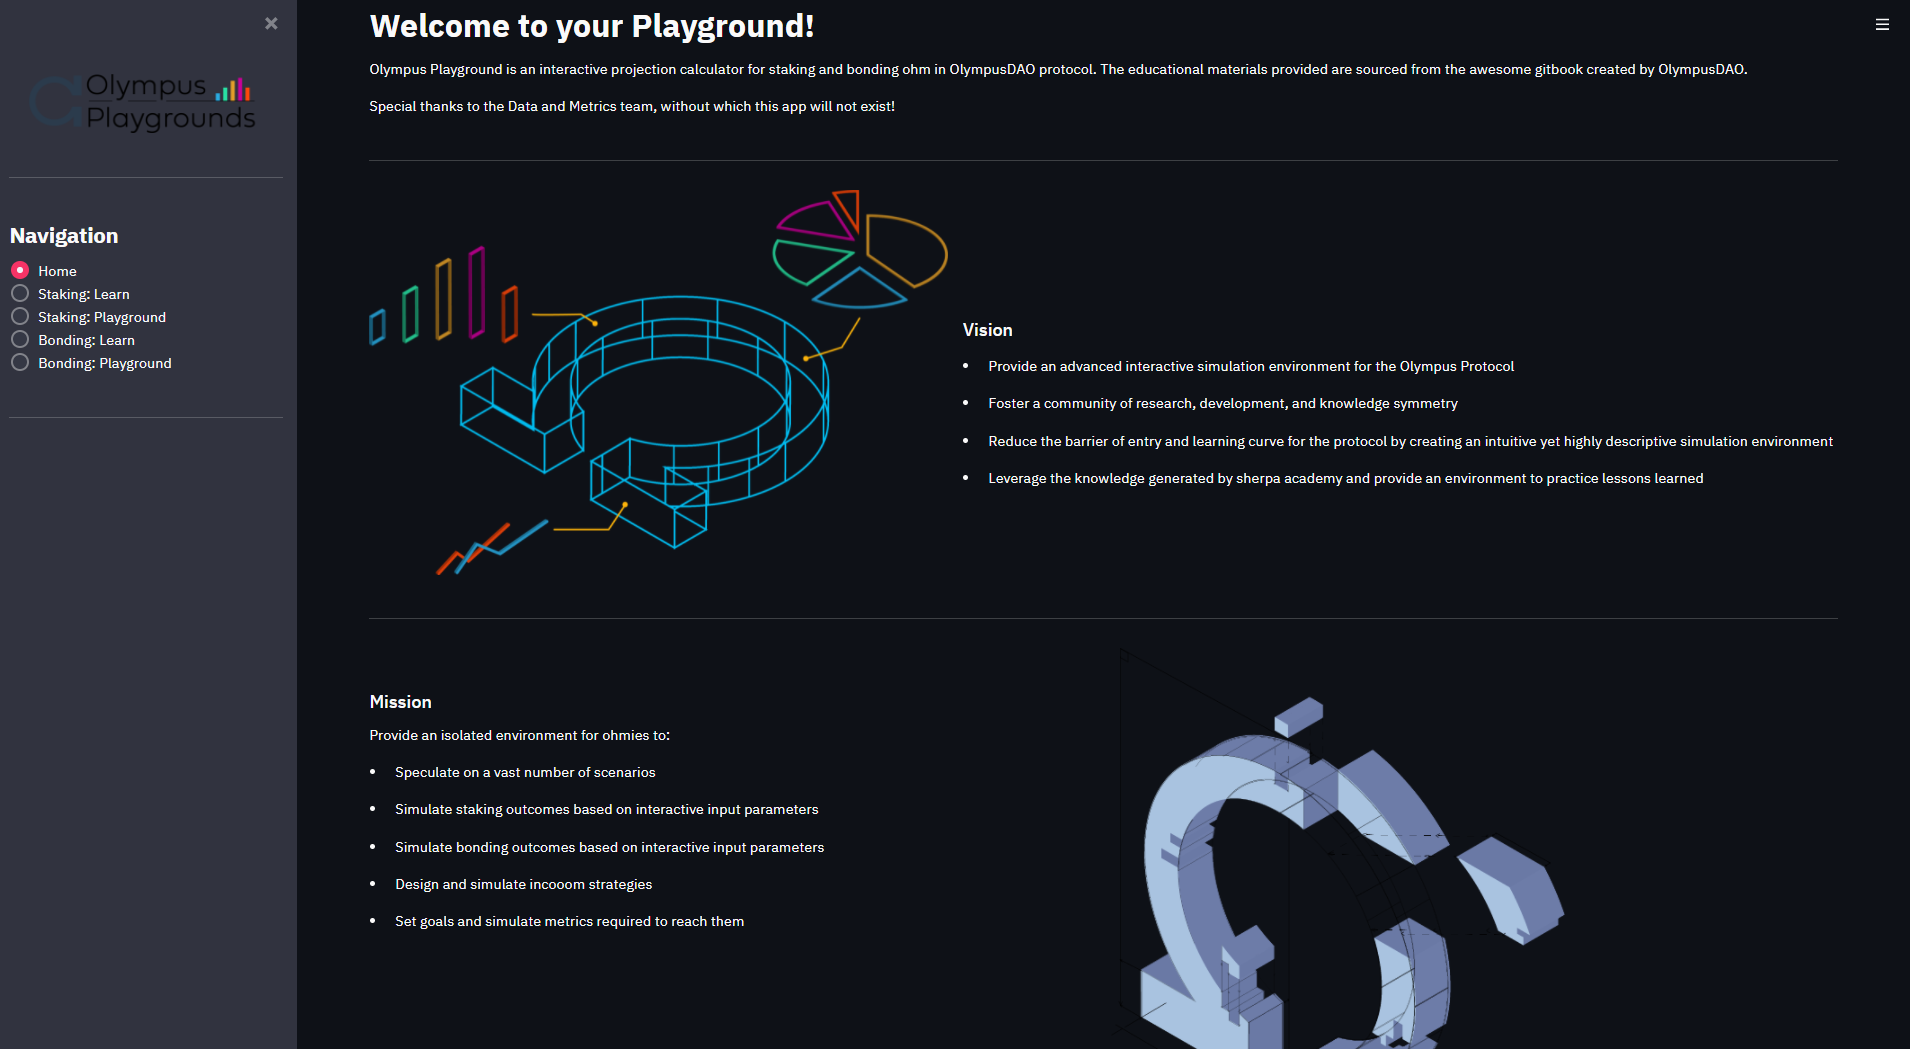 Olympus
Playgrounds
Navigation
Home
Staking: Learn
Staking: Playground
Bonding: Learn
Bonding: Playground
Welcome to your Playground!
Olympus Playground is an interactive projection calculator for staking and bonding ohm in OlympusDAO protocol. The educational materials provided are sourced from the awesome gitbook created by OlympusDAO.
Special thanks to the Data and Metrics team, without which this app will not exist!
Vision
• Provide an advanced interactive simulation environment for the Olympus Protocol
• Foster a community of research, development, and knowledge symmetry
• Reduce the barrier of entry and learning curve for the protocol by creating an intuitive yet highly descriptive simulation environment
• Leverage the knowledge generated by sherpa academy and provide an environment to practice lessons learned
Mission
Provide an isolated environment for ohmies to:
• Speculate on a vast number of scenarios
• Simulate staking outcomes based on interactive input parameters
• Simulate bonding outcomes based on interactive input parameters
• Design and simulate incooom strategies
• Set goals and simulate metrics required to reach them